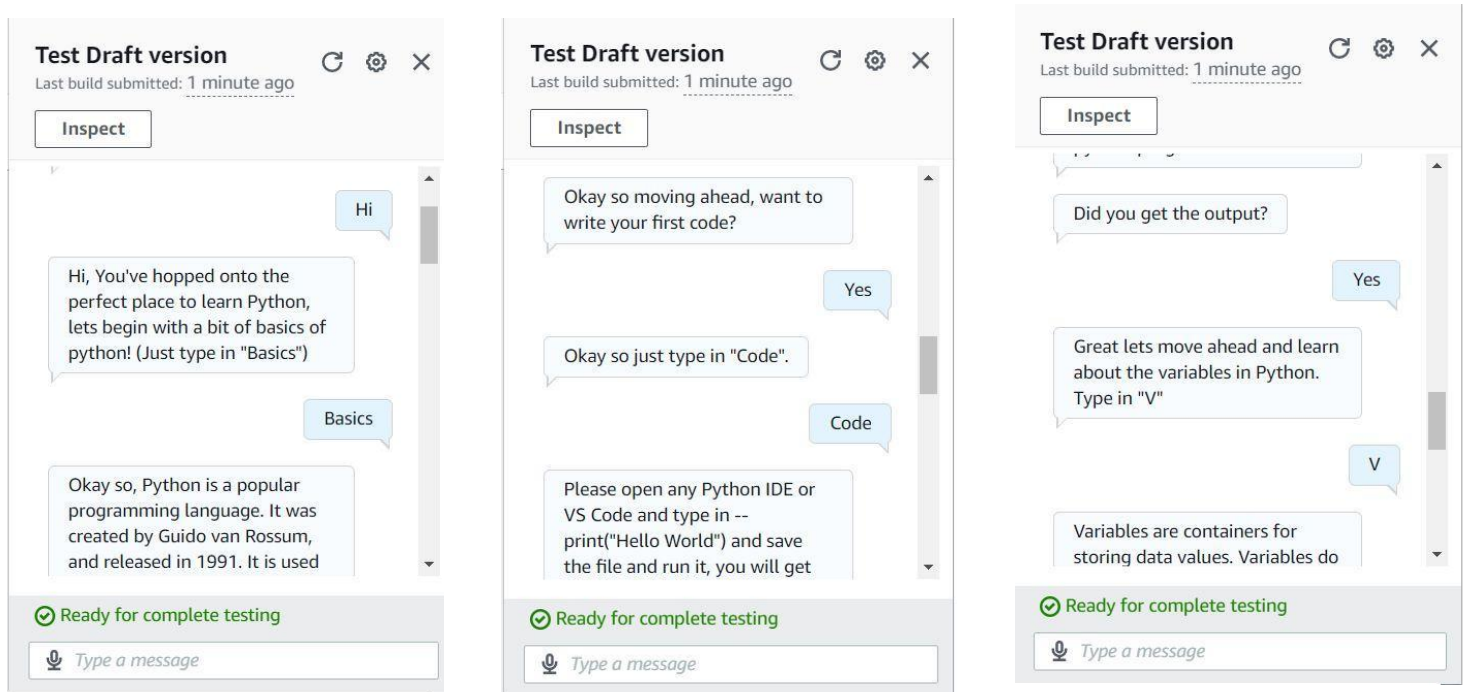 Test Draft version
Last build submitted: 1 minute ago
Inspect
Hi
Hi, You've hopped onto the
perfect place to learn Python,
lets begin with a bit of basics of
python! (Just type in "Basics")
Basics
Okay so, Python is a popular
programming language. It was
created by Guido van Rossum,
and released in 1991. It is used
Ready for complete testing
Type a message
Test Draft version
Last build submitted: 1 minute ago
Inspect
Okay so moving ahead, want to
write your first code?
Yes
Okay so just type in "Code".
Code
Please open any Python IDE or
VS Code and type in --
print("Hello World") and save
the file and run it, you will get
Ready for complete testing
Type a message
Test Draft version
Last build submitted: 1 minute ago
Inspect
Did you get the output?
Yes
Great lets move ahead and learn
about the variables in Python.
Type in "V"
V
Variables are containers for
storing data values. Variables do
Ready for complete testing
Type a message